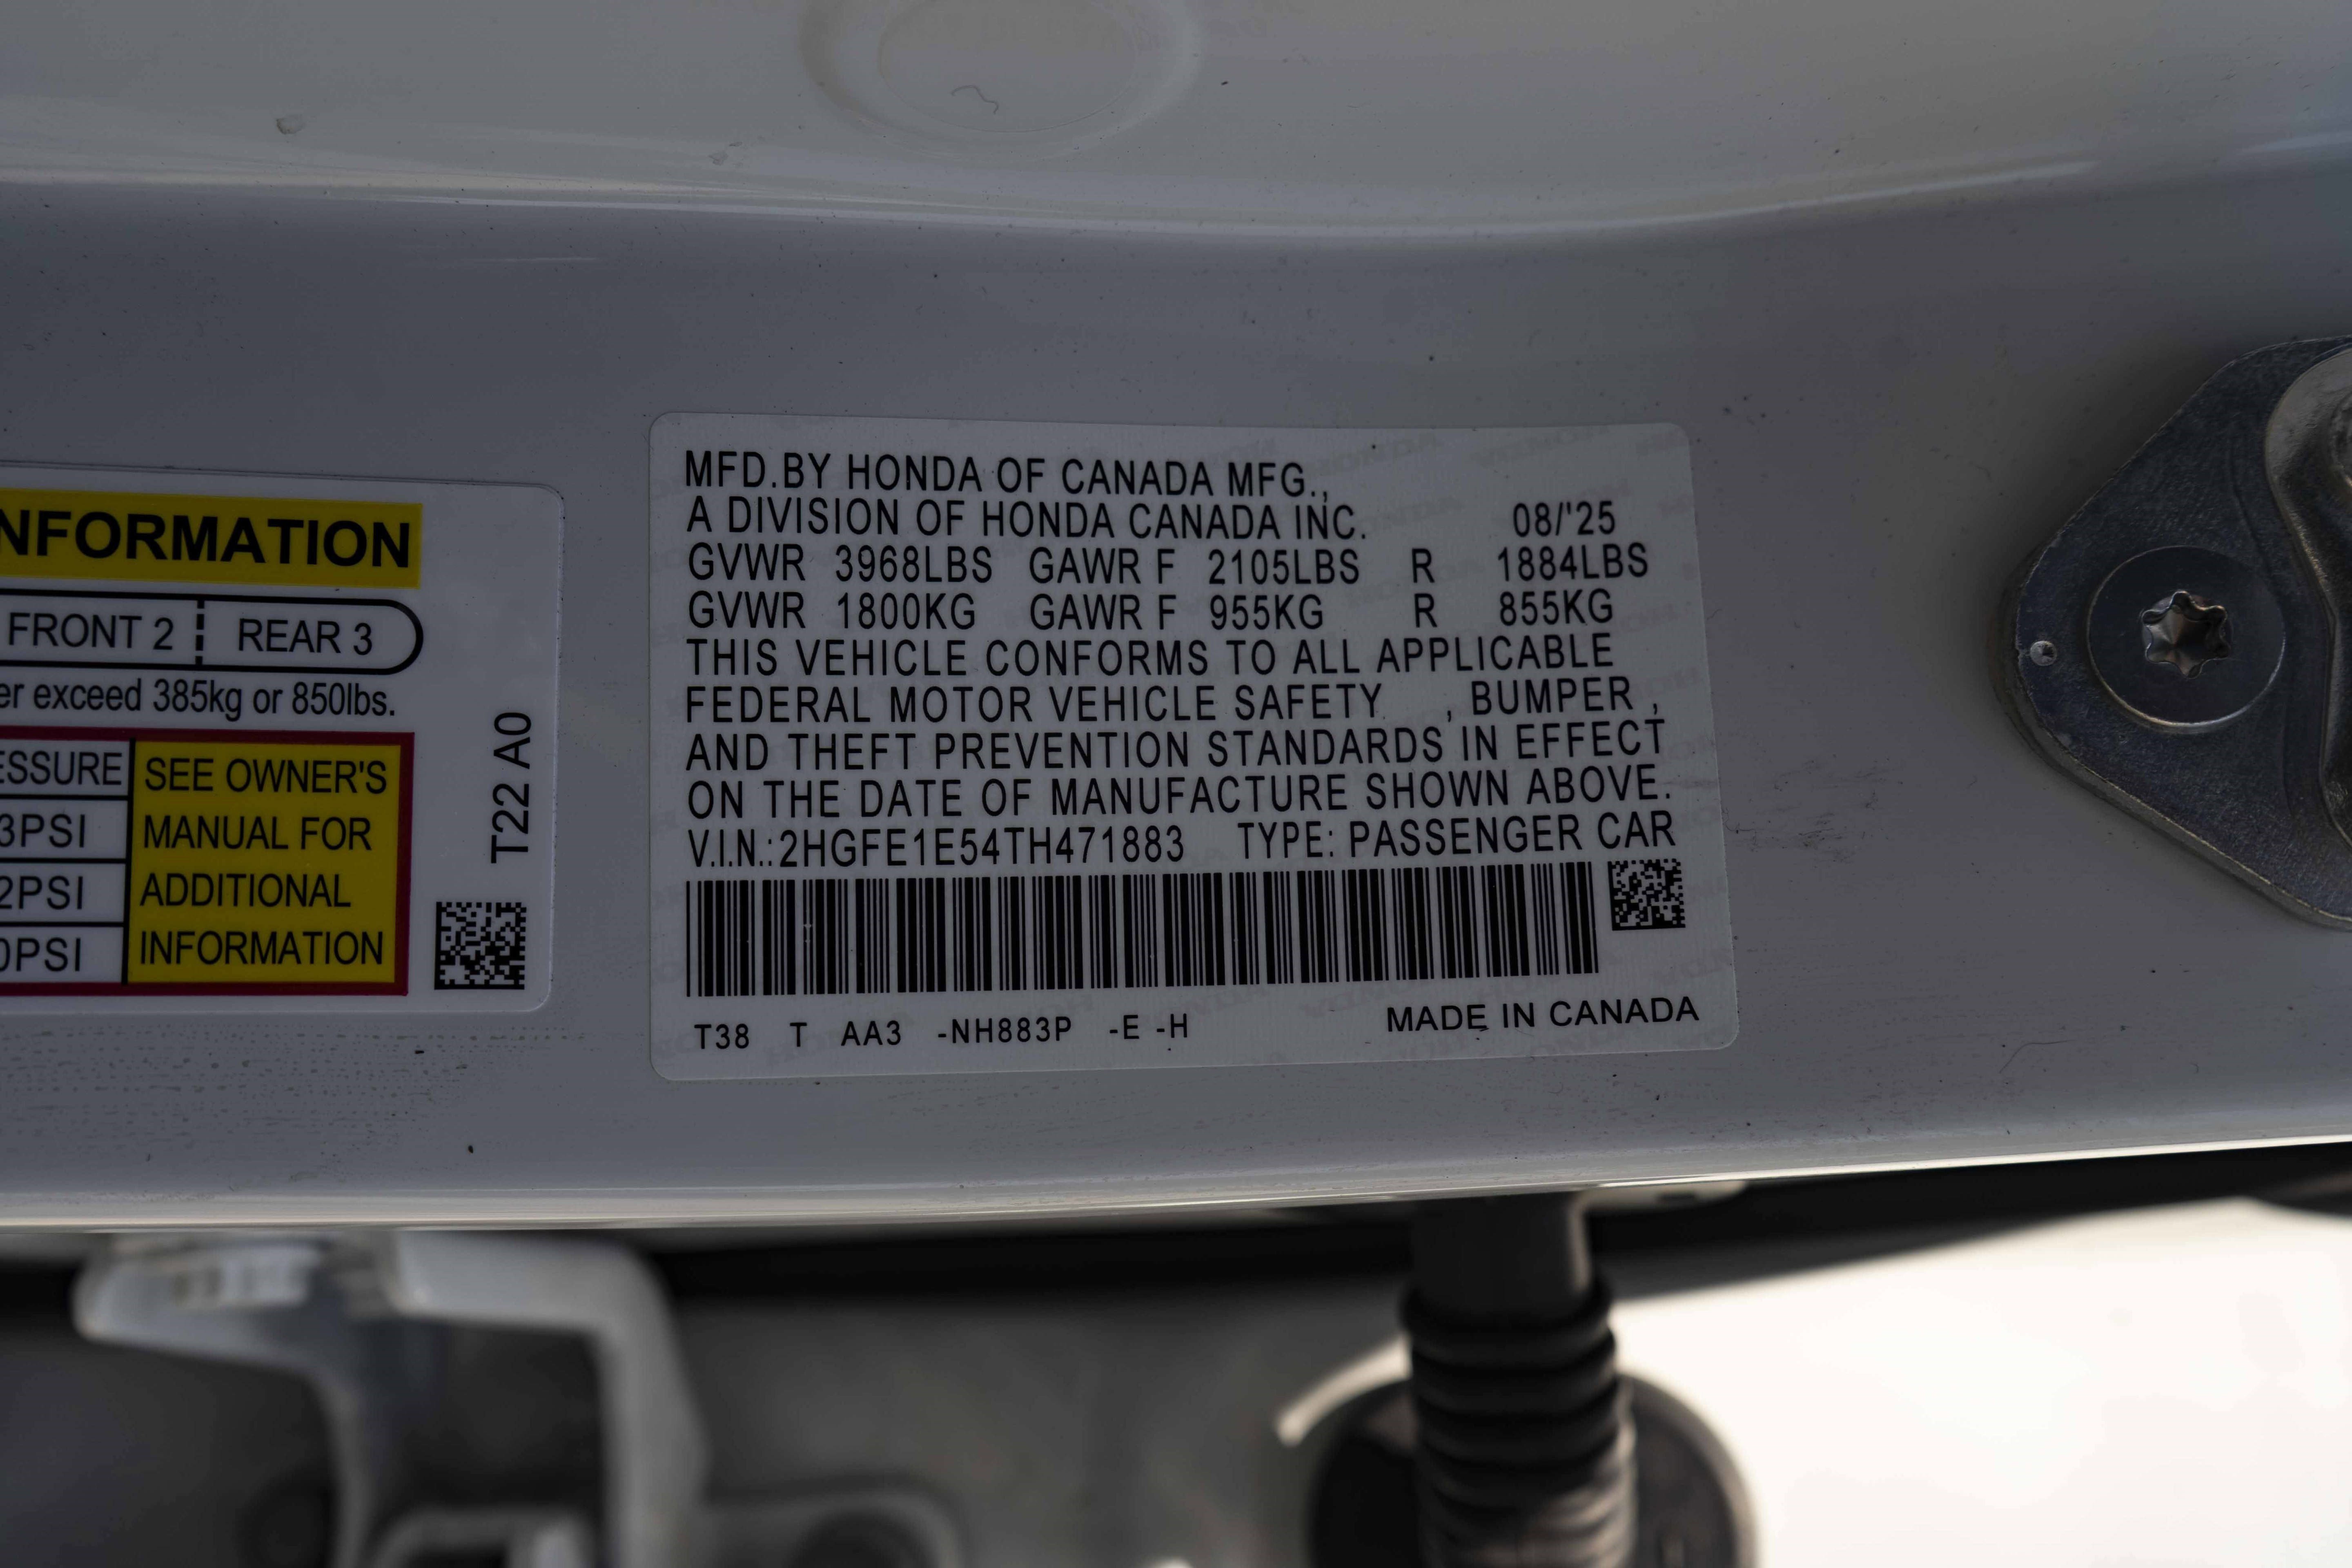 NFORMATION
FRONT 2 REAR 3
er exceed 385kg or 850lbs.
ESSURE
3PSI
2PSI
0PSI
SEE OWNER'S
MANUAL FOR
ADDITIONAL
INFORMATION
T22 A0
MFD.BY HONDA OF CANADA MFG.,
A DIVISION OF HONDA CANADA INC. 08/'25
GVWR 3968LBS GAWR F 2105LBS R 1884LBS
GVWR 1800KG GAWR F 955KG R 855KG
THIS VEHICLE CONFORMS TO ALL APPLICABLE
FEDERAL MOTOR VEHICLE SAFETY , BUMPER ,
AND THEFT PREVENTION STANDARDS IN EFFECT
ON THE DATE OF MANUFACTURE SHOWN ABOVE.
V.I.N.:2HGFE1E54TH471883 TYPE: PASSENGER CAR
T38 T AA3 -NH883P -E -H MADE IN CANADA